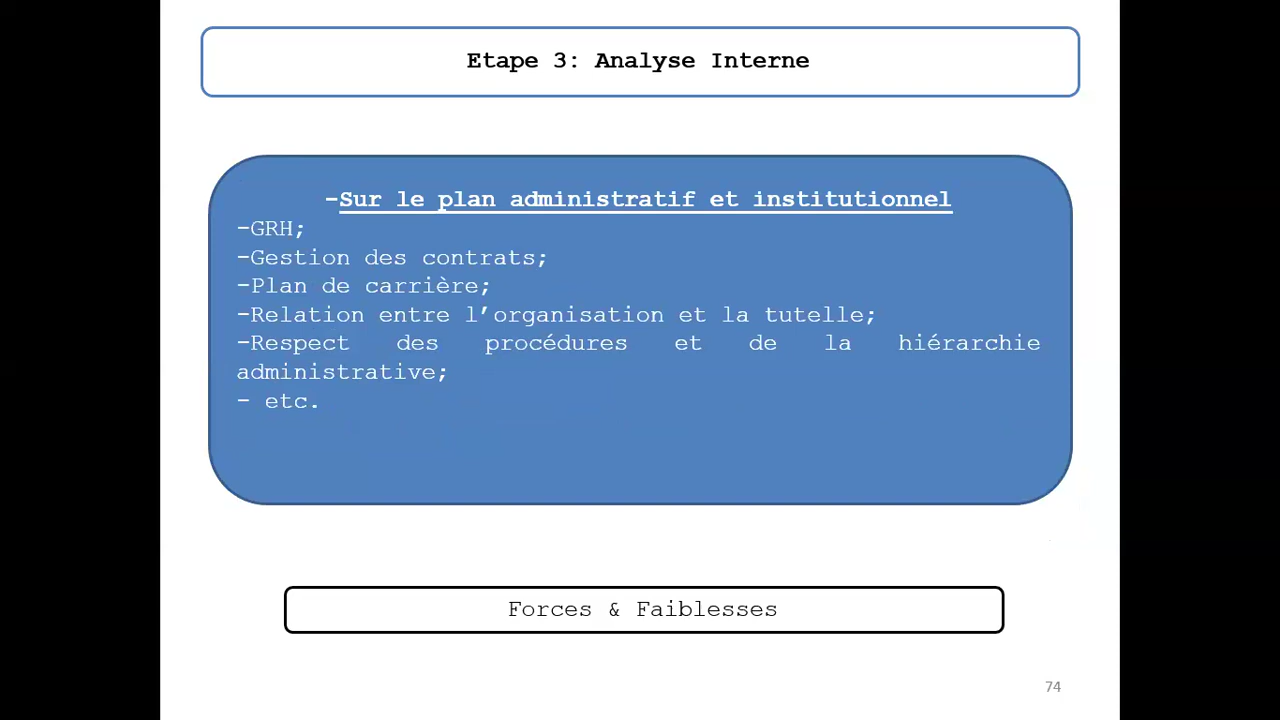 Etape 3: Analyse Interne
-Sur le plan administratif et institutionnel
-GRH;
-Gestion des contrats;
-Plan de carrière;
-Relation entre l’organisation et la tutelle;
-Respect des procédures et de la hiérarchie
administrative;
- etc.
Forces & Faiblesses
74